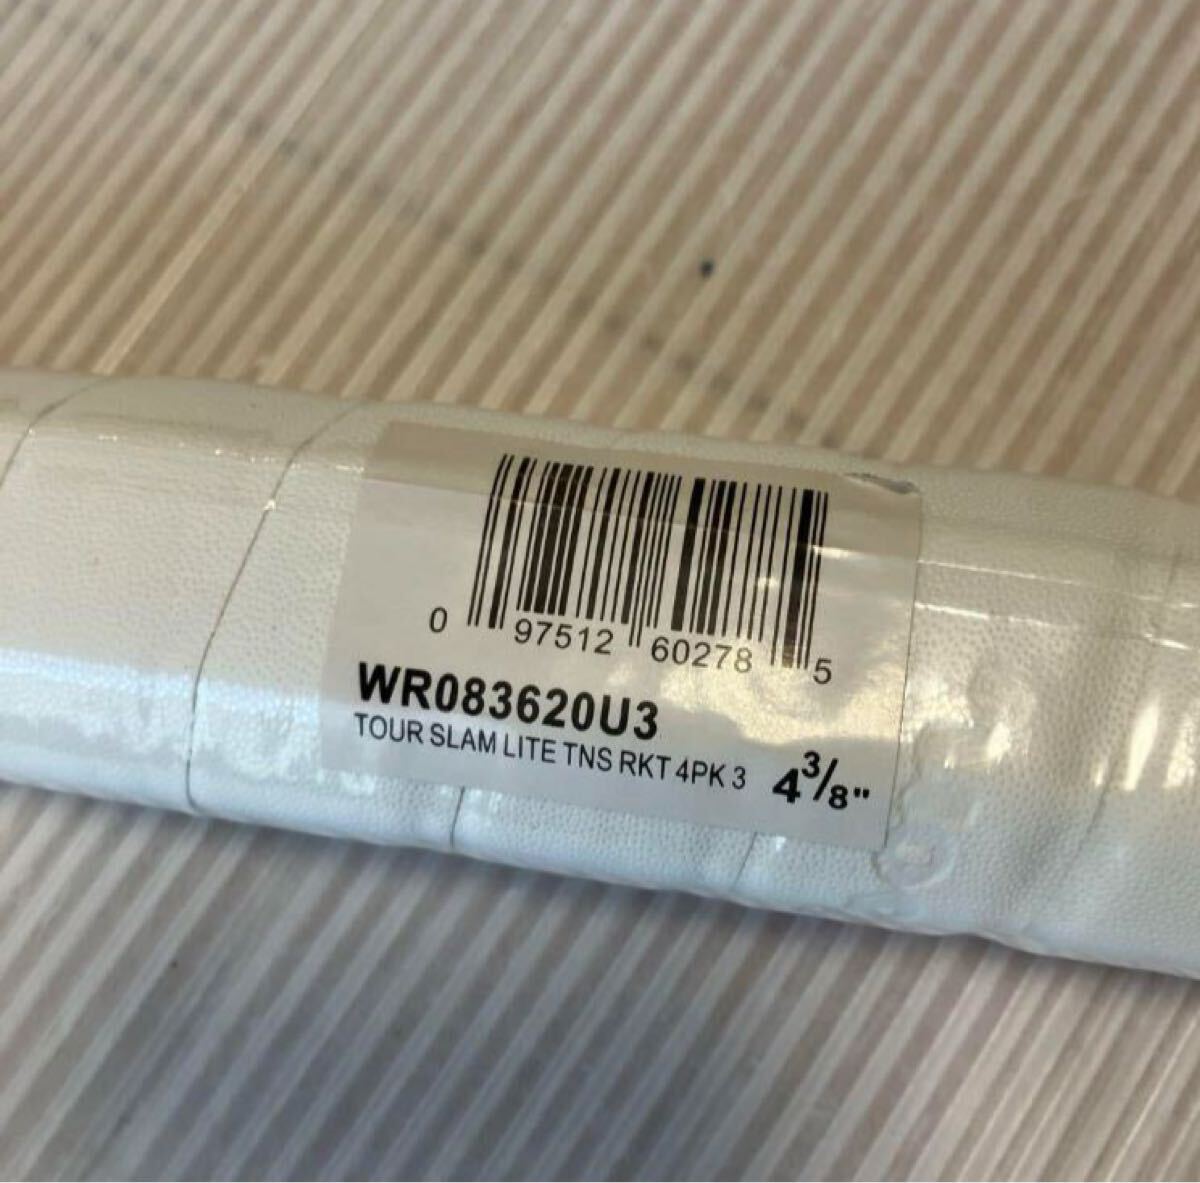 0 97512 60278 5
WR083620U3
TOUR SLAM LITE TNS RKT 4PK 3 4 3/8"